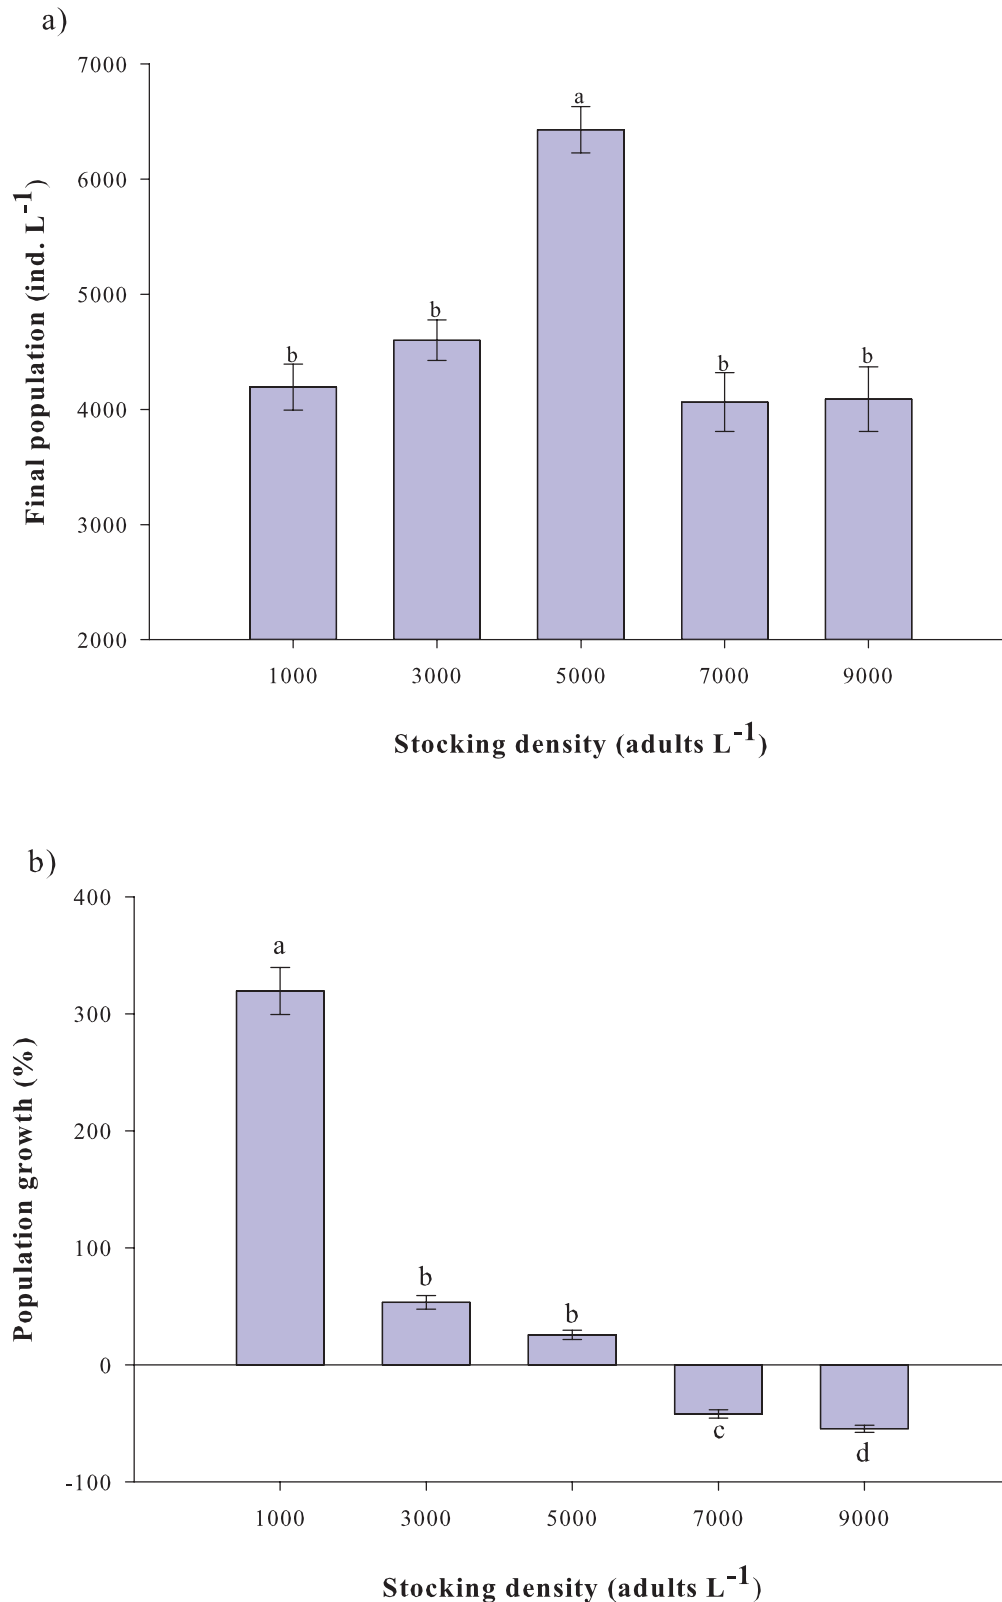 a)
7000
6000
5000
4000
3000
2000
Final population (ind. L-1)
a
b
b
b
b
1000 3000 5000 7000 9000
Stocking density (adults L-1)
b)
400
300
200
100
0
-100
Population growth (%)
a
b
b
c
d
1000 3000 5000 7000 9000
Stocking density (adults L-1)